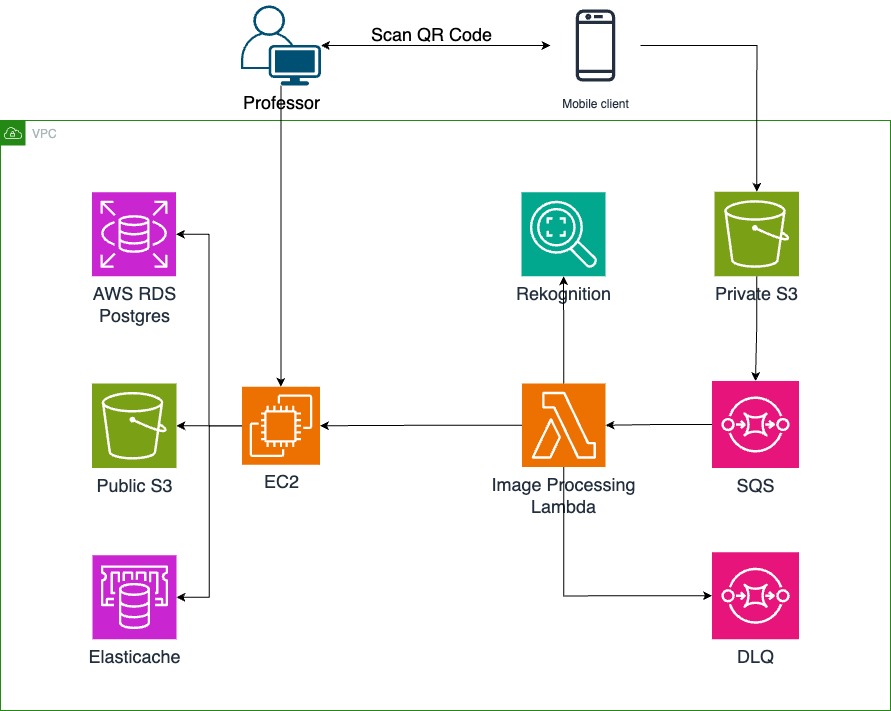 Scan QR Code
Professor
Mobile client
VPC
AWS RDS
Postgres
Rekognition
Private S3
Public S3
EC2
Image Processing
Lambda
SQS
Elasticache
DLQ